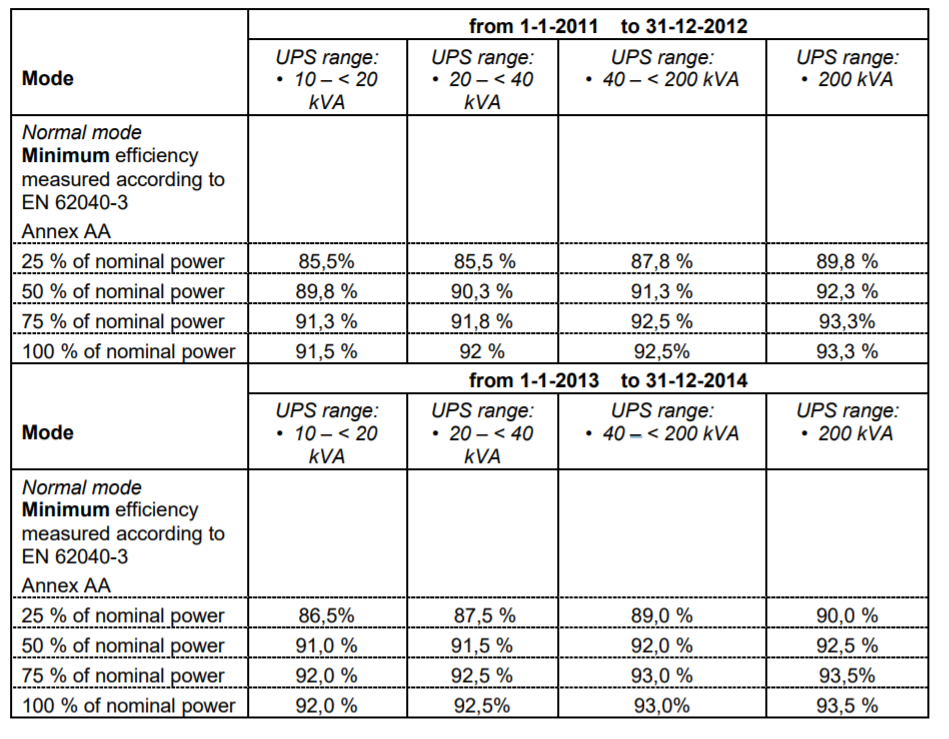 from 1-1-2011 to 31-12-2012
Mode
UPS range:
• 10 – < 20
kVA
UPS range:
• 20 – < 40
kVA
UPS range:
• 40 – < 200 kVA
UPS range:
• 200 kVA
Normal mode
Minimum efficiency
measured according to
EN 62040-3
Annex AA
25 % of nominal power 85,5% 85,5 % 87,8 % 89,8 %
50 % of nominal power 89,8 % 90,3 % 91,3 % 92,3 %
75 % of nominal power 91,3 % 91,8 % 92,5 % 93,3%
100 % of nominal power 91,5 % 92 % 92,5% 93,3 %
from 1-1-2013 to 31-12-2014
Mode
UPS range:
• 10 – < 20
kVA
UPS range:
• 20 – < 40
kVA
UPS range:
• 40 – < 200 kVA
UPS range:
• 200 kVA
Normal mode
Minimum efficiency
measured according to
EN 62040-3
Annex AA
25 % of nominal power 86,5% 87,5 % 89,0 % 90,0 %
50 % of nominal power 91,0 % 91,5 % 92,0 % 92,5 %
75 % of nominal power 92,0 % 92,5 % 93,0 % 93,5%
100 % of nominal power 92,0 % 92,5% 93,0% 93,5 %